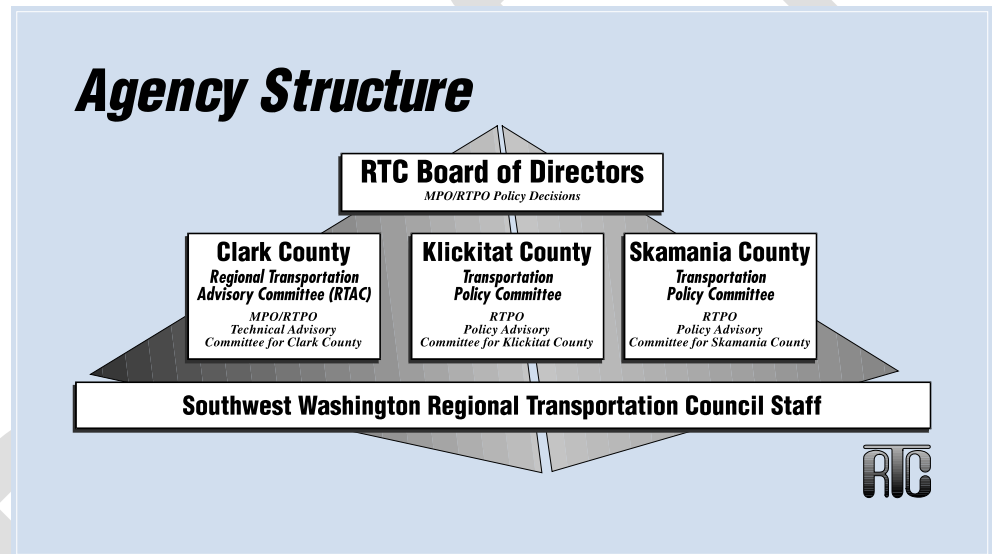 Agency Structure
RTC Board of Directors
MPO/RTPO Policy Decisions
Clark County
Regional Transportation
Advisory Committee (RTAC)
MPO/RTPO
Technical Advisory
Committee for Clark County
Klickitat County
Transportation
Policy Committee
RTPO
Policy Advisory
Committee for Klickitat County
Skamania County
Transportation
Policy Committee
RTPO
Policy Advisory
Committee for Skamania County
Southwest Washington Regional Transportation Council Staff
RTC